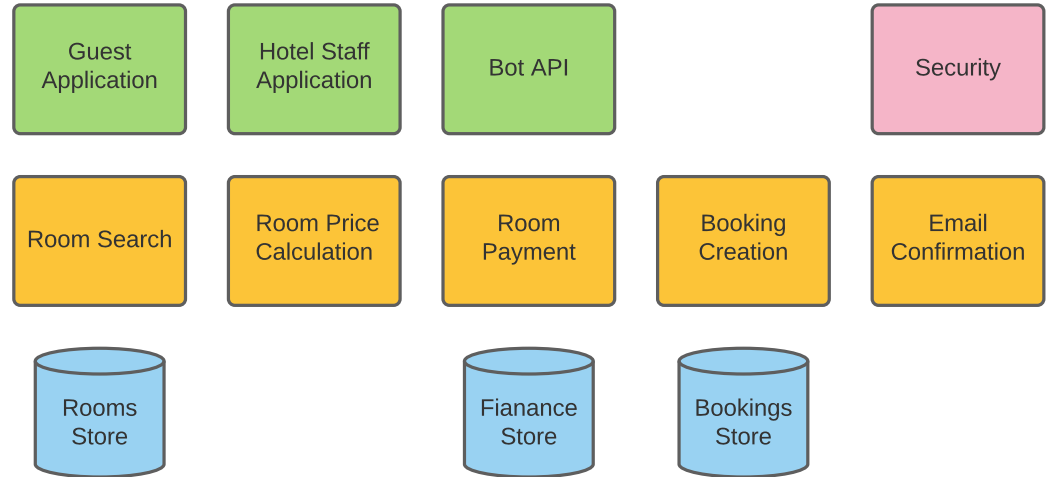 Guest
Application
Hotel Staff
Application
Bot API
Security
Room Search
Room Price
Calculation
Room
Payment
Booking
Creation
Email
Confirmation
Rooms
Store
Fianance
Store
Bookings
Store